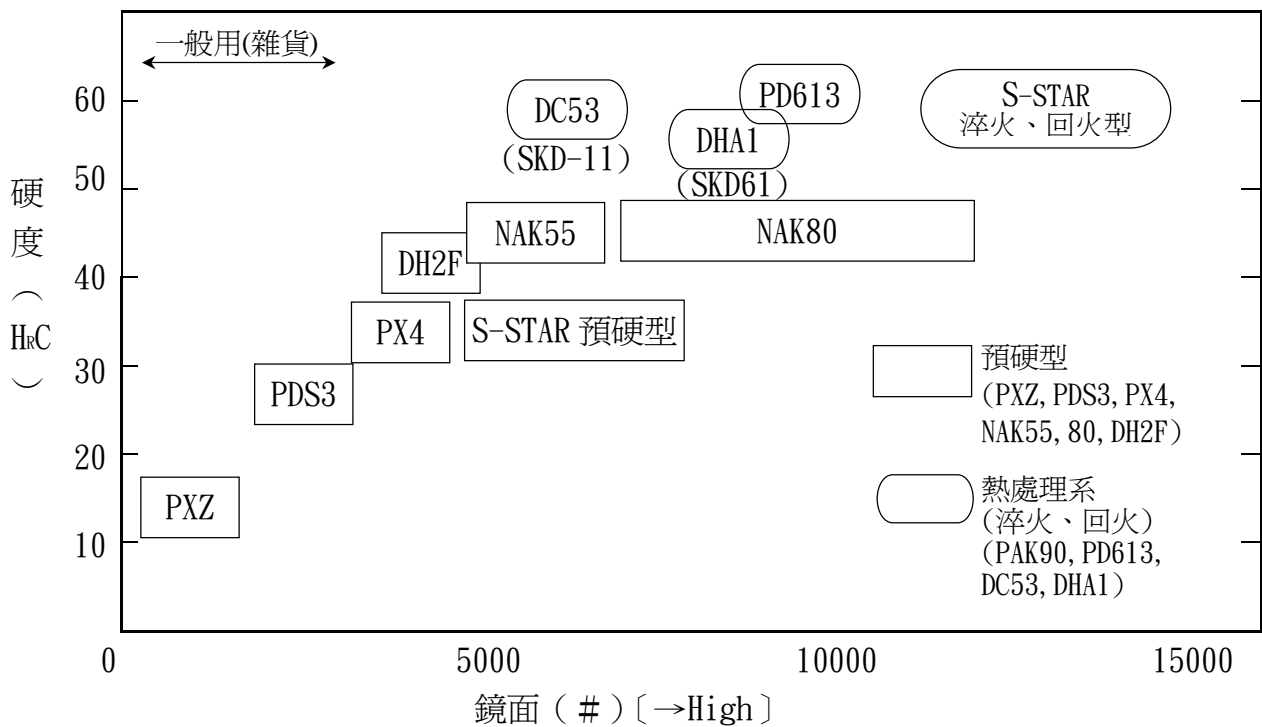 一般用(雜貨)
60
50
40
30
20
10
硬
度
（
HRC
）
DC53
(SKD-11)
PD613
DHA1
(SKD61)
S-STAR
淬火、回火型
NAK55
NAK80
DH2F
PX4
S-STAR 預硬型
PDS3
PXZ
預硬型
(PXZ, PDS3, PX4,
NAK55, 80, DH2F)
熱處理系
(淬火、回火)
(PAK90, PD613,
DC53, DHA1)
0
5000
10000
15000
鏡面（＃）〔→High〕